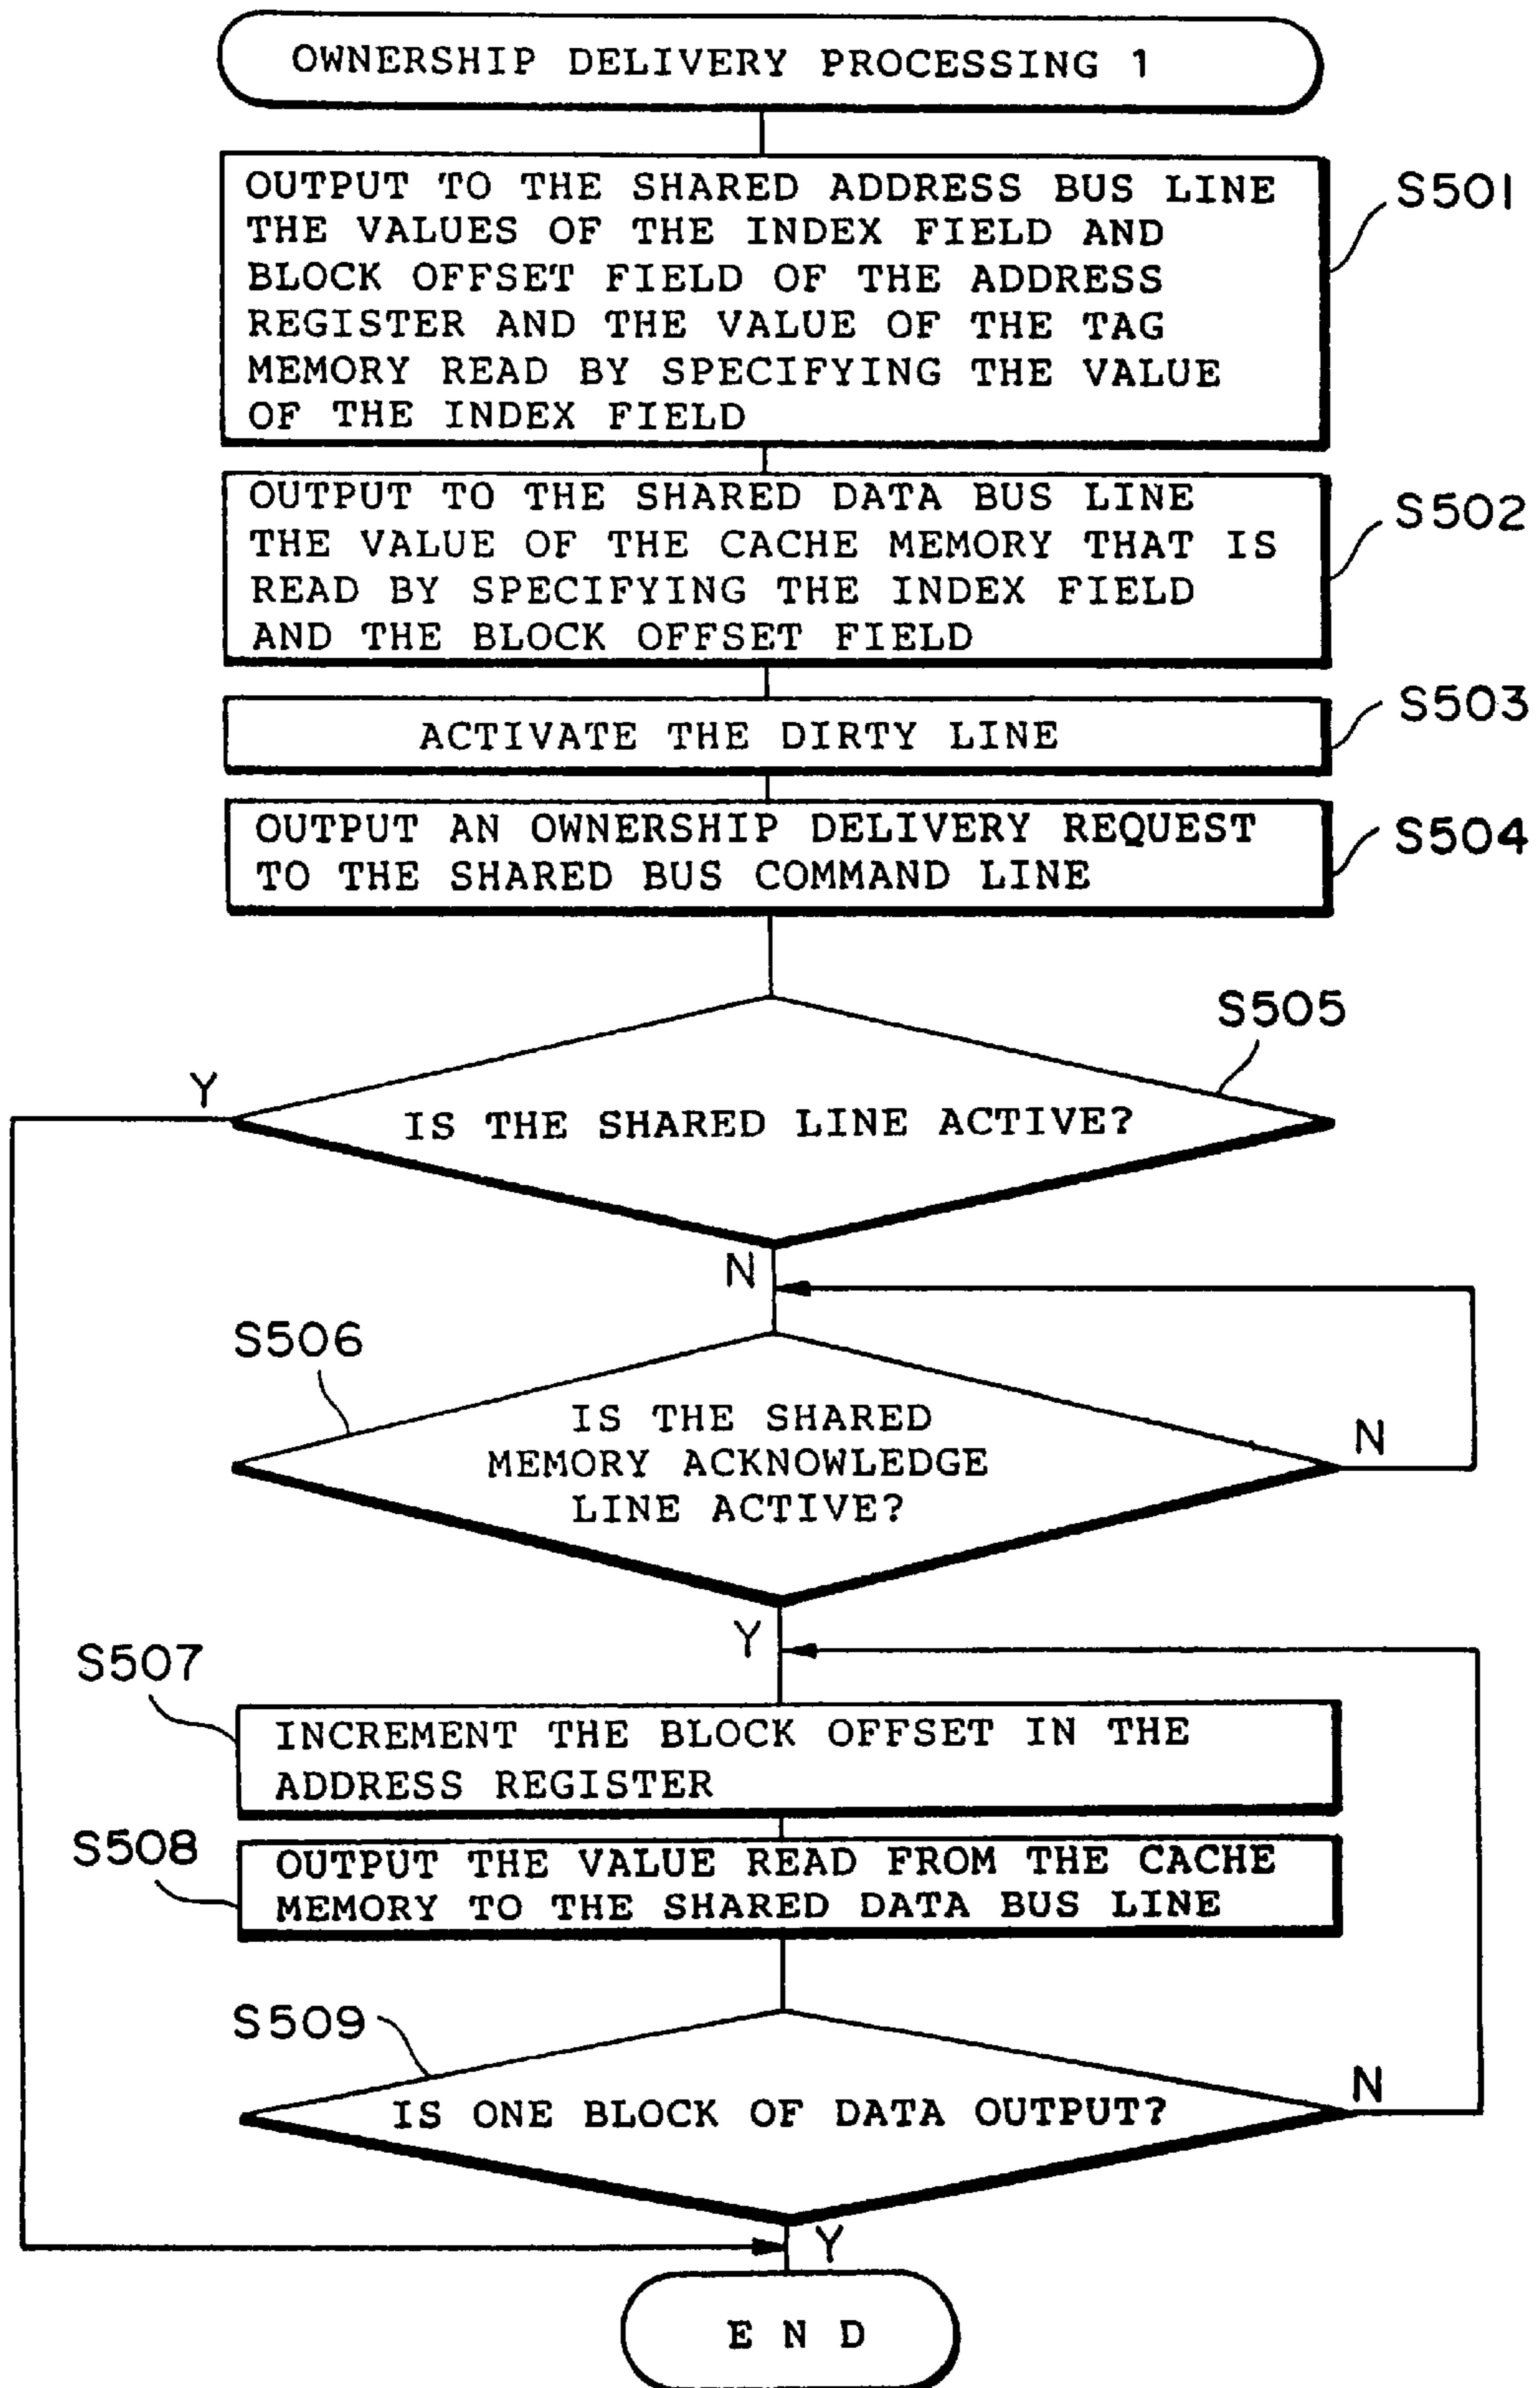 OWNERSHIP DELIVERY PROCESSING 1
OUTPUT TO THE SHARED ADDRESS BUS LINE
THE VALUES OF THE INDEX FIELD AND
BLOCK OFFSET FIELD OF THE ADDRESS
REGISTER AND THE VALUE OF THE TAG
MEMORY READ BY SPECIFYING THE VALUE
OF THE INDEX FIELD
S501
OUTPUT TO THE SHARED DATA BUS LINE
THE VALUE OF THE CACHE MEMORY THAT IS
READ BY SPECIFYING THE INDEX FIELD
AND THE BLOCK OFFSET FIELD
S502
ACTIVATE THE DIRTY LINE
S503
OUTPUT AN OWNERSHIP DELIVERY REQUEST
TO THE SHARED BUS COMMAND LINE
S504
S505
Y
IS THE SHARED LINE ACTIVE?
N
S506
IS THE SHARED
MEMORY ACKNOWLEDGE
LINE ACTIVE?
N
Y
S507
INCREMENT THE BLOCK OFFSET IN THE
ADDRESS REGISTER
S508
OUTPUT THE VALUE READ FROM THE CACHE
MEMORY TO THE SHARED DATA BUS LINE
S509
IS ONE BLOCK OF DATA OUTPUT?
N
Y
END